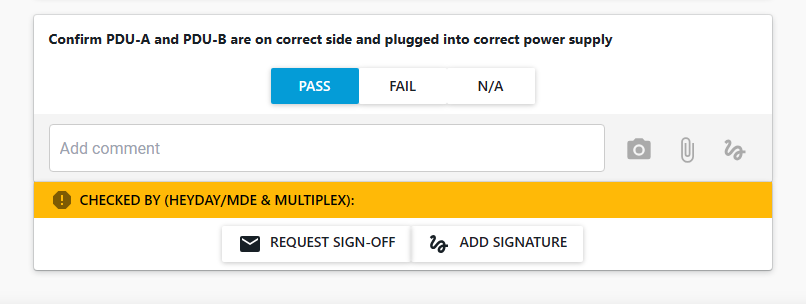 Confirm PDU-A and PDU-B are on correct side and plugged into correct power supply
PASS FAIL N/A
Add comment
CHECKED BY (HEYDAY/MDE & MULTIPLEX):
REQUEST SIGN-OFF ADD SIGNATURE